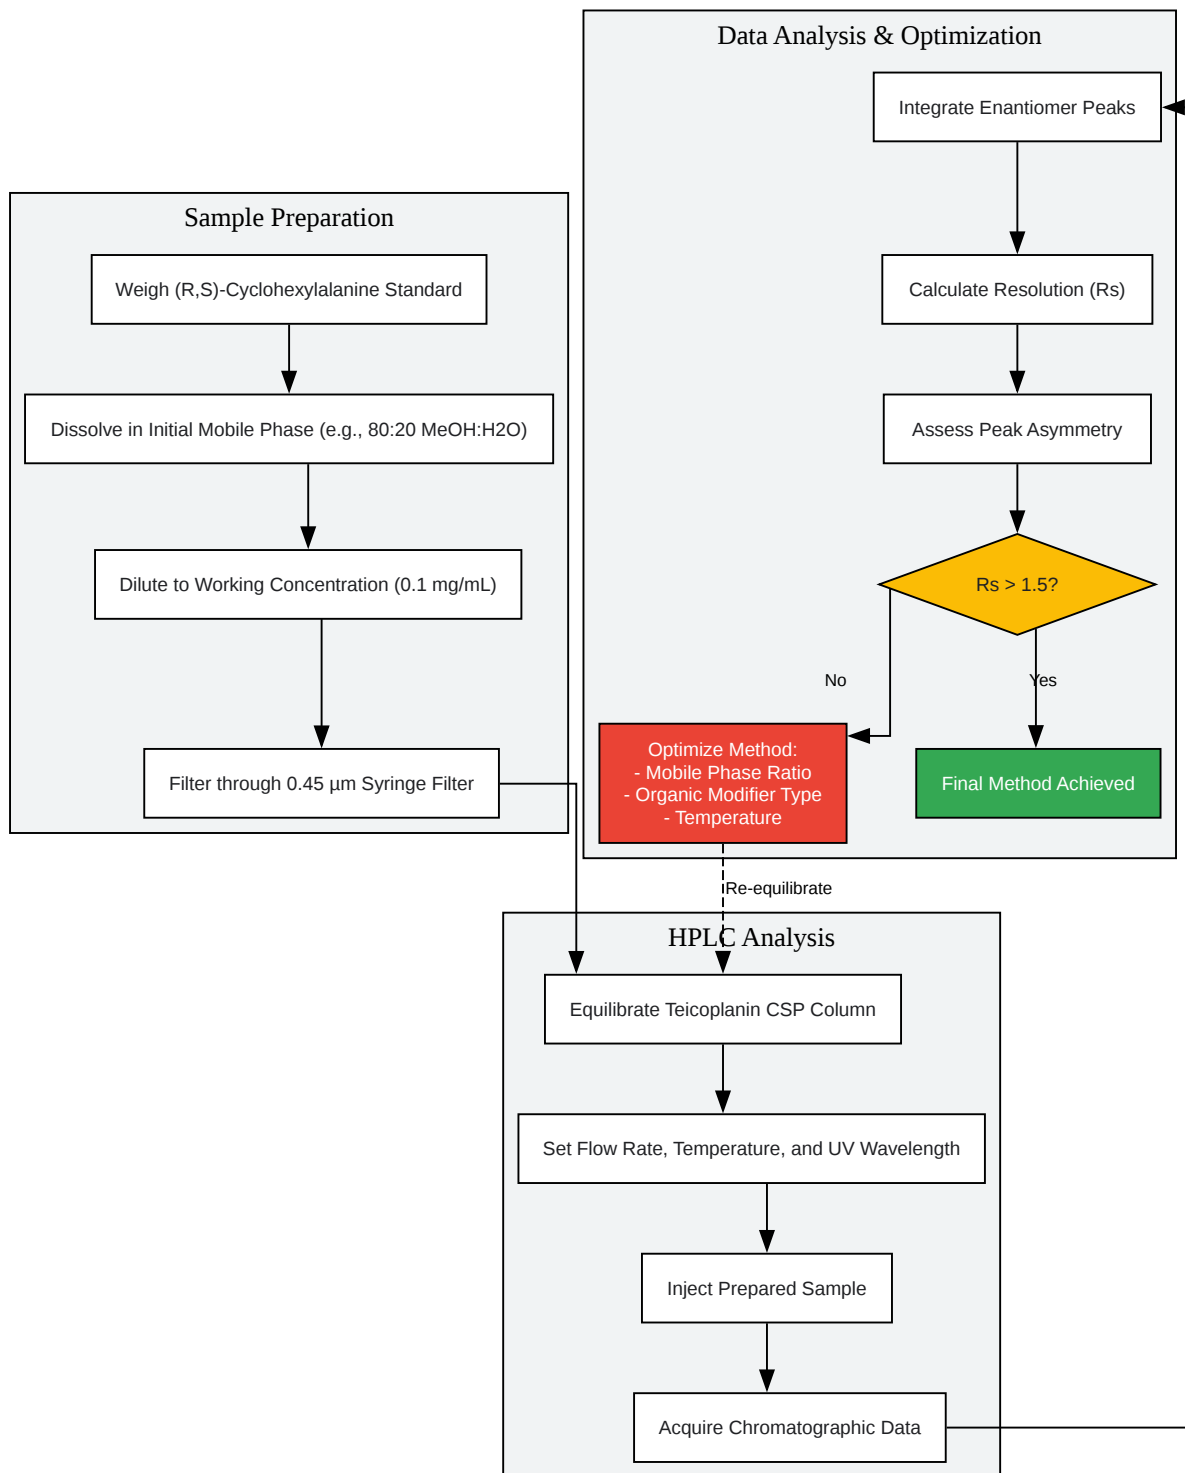 Data Analysis & Optimization
Integrate Enantiomer Peaks
Calculate Resolution (Rs)
Assess Peak Asymmetry
Rs > 1.5?
No
Yes
Optimize Method:
- Mobile Phase Ratio
- Organic Modifier Type
- Temperature
Final Method Achieved
Sample Preparation
Weigh (R,S)-Cyclohexylalanine Standard
Dissolve in Initial Mobile Phase (e.g., 80:20 MeOH:H2O)
Dilute to Working Concentration (0.1 mg/mL)
Filter through 0.45 µm Syringe Filter
Re-equilibrate
HPLC Analysis
Equilibrate Teicoplanin CSP Column
Set Flow Rate, Temperature, and UV Wavelength
Inject Prepared Sample
Acquire Chromatographic Data